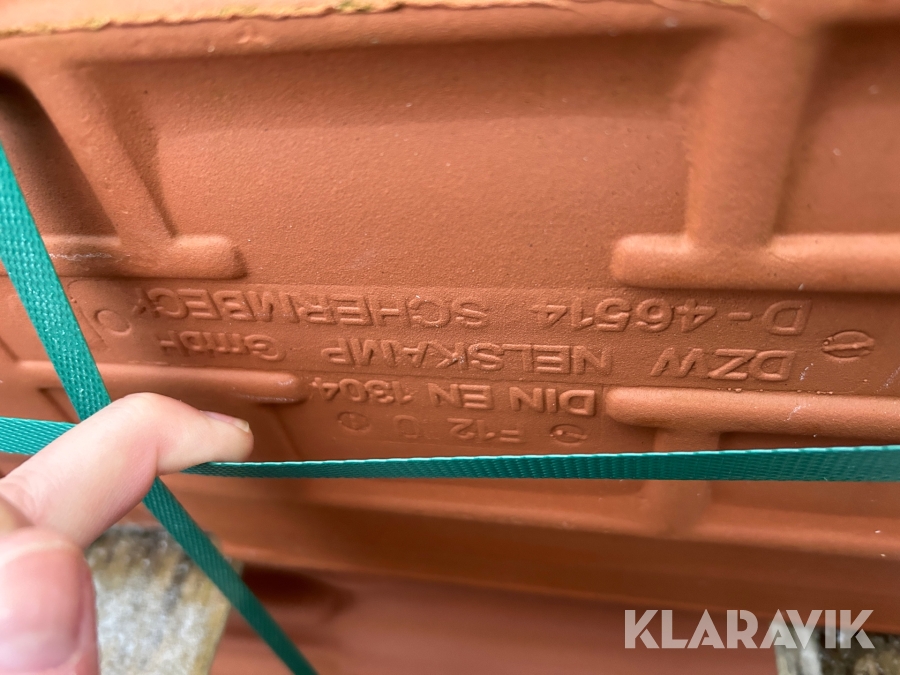 F12 C
DIN EN 1304
DZW NELSKAMP GmbH
D-46514 SCHERMBECK
KLARAVIK